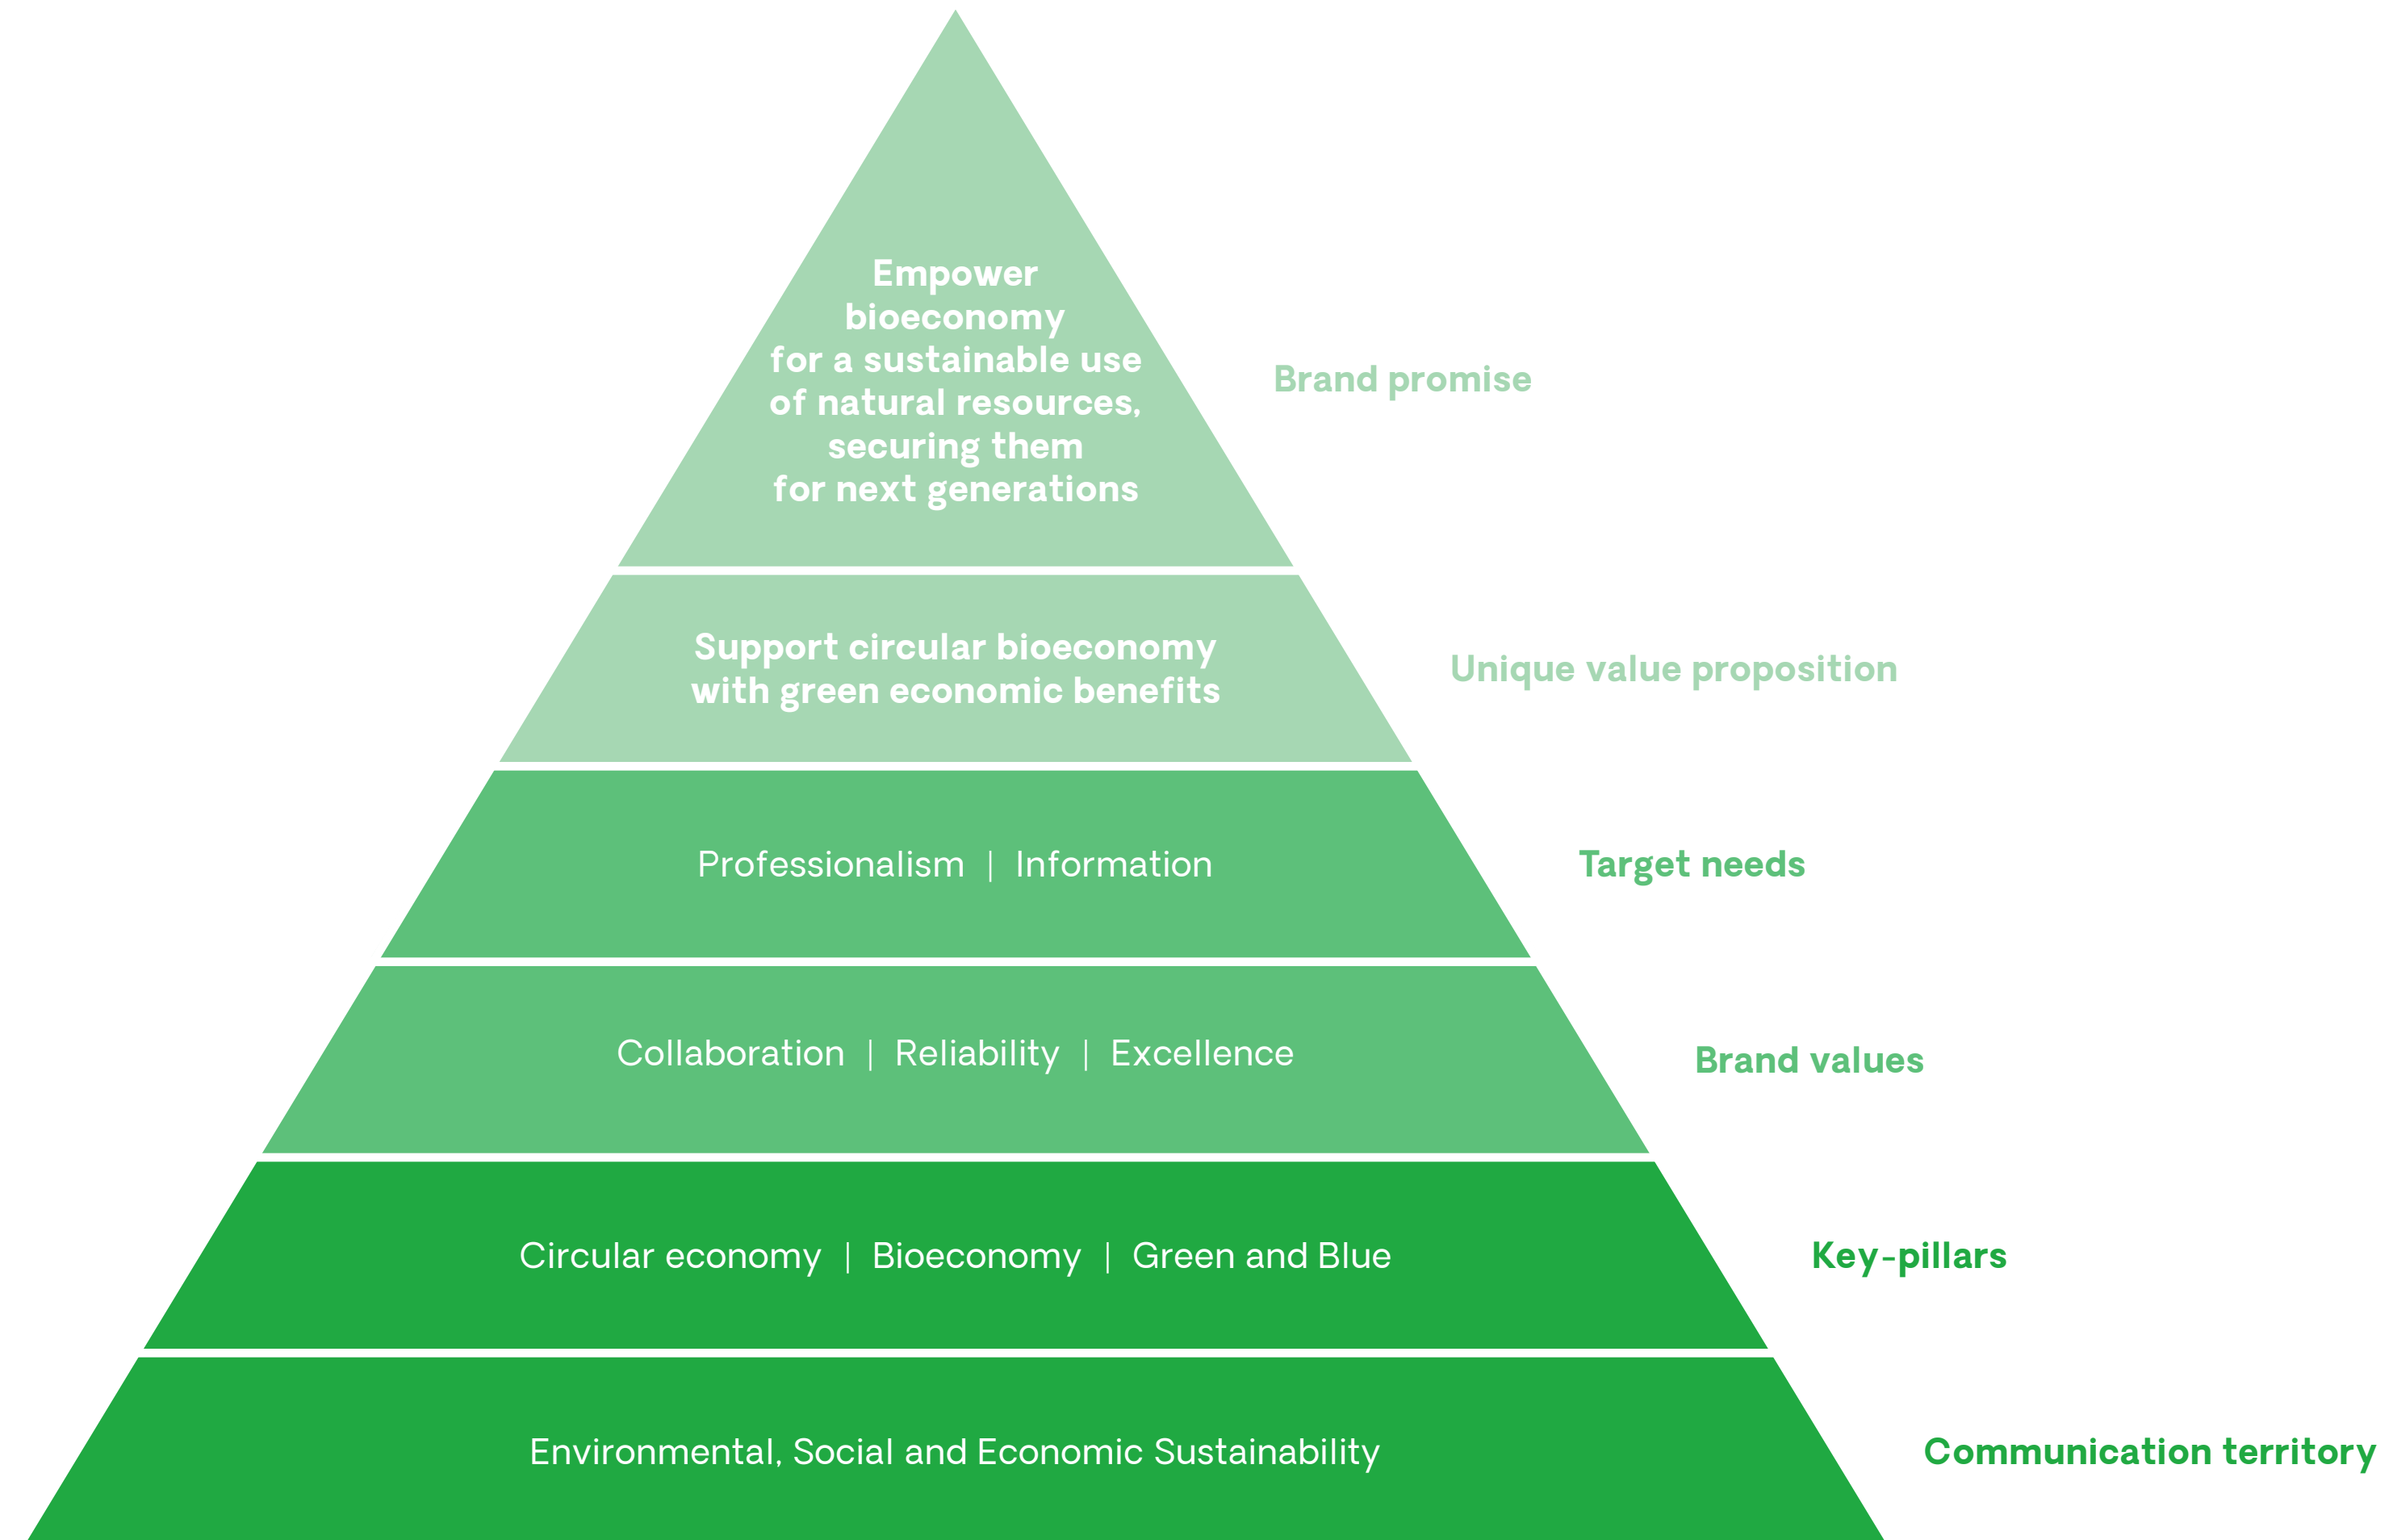 Empower
bioeconomy
for a sustainable use
of natural resources,
securing them
for next generations
Brand promise
Support circular bioeconomy
with green economic benefits
Unique value proposition
Professionalism | Information
Target needs
Collaboration | Reliability | Excellence
Brand values
Circular economy | Bioeconomy | Green and Blue
Key-pillars
Environmental, Social and Economic Sustainability
Communication territory